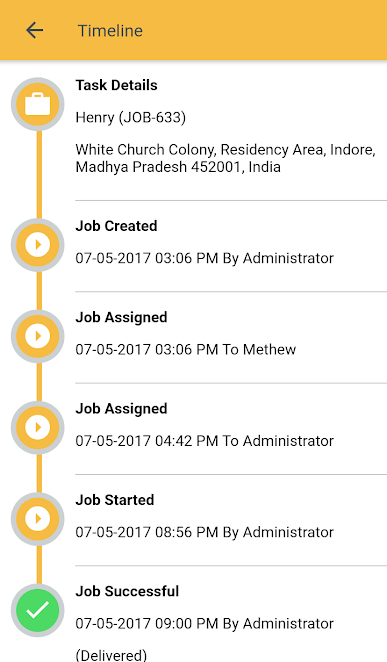 Timeline
Task Details
Henry (JOB-633)
White Church Colony, Residency Area, Indore,
Madhya Pradesh 452001, India
Job Created
07-05-2017 03:06 PM By Administrator
Job Assigned
07-05-2017 03:06 PM To Methew
Job Assigned
07-05-2017 04:42 PM To Administrator
Job Started
07-05-2017 08:56 PM By Administrator
Job Successful
07-05-2017 09:00 PM By Administrator
(Delivered)